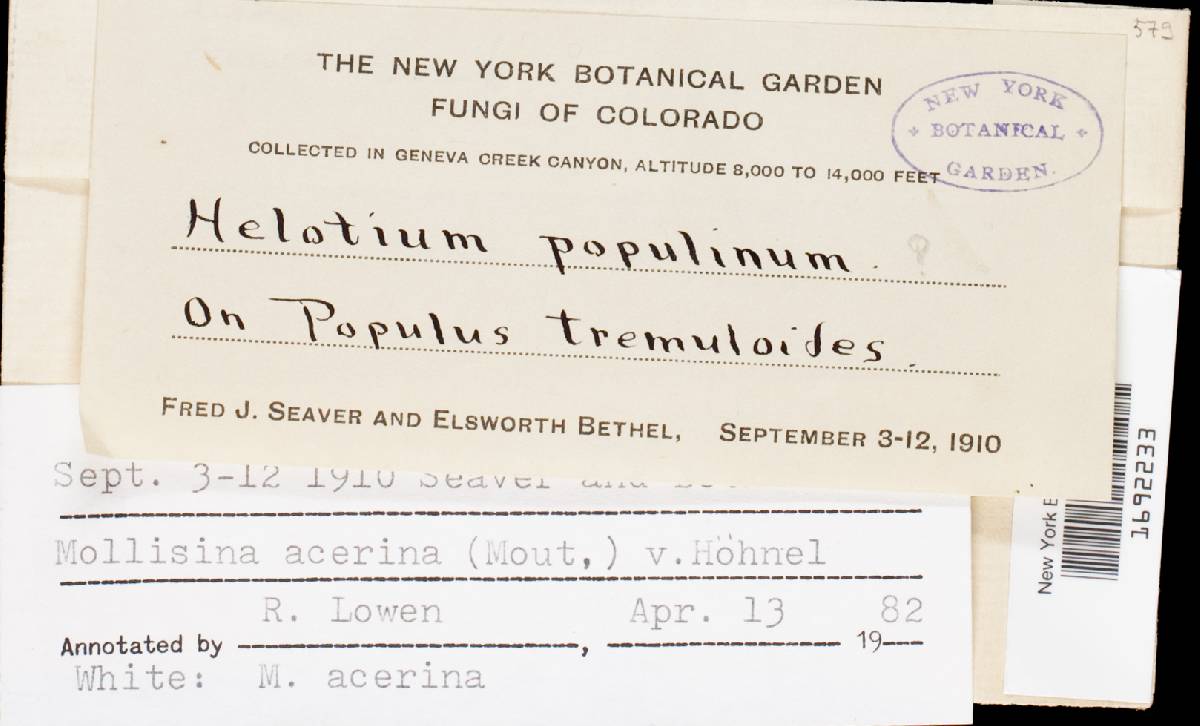 579
THE NEW YORK BOTANICAL GARDEN
FUNGI OF COLORADO
COLLECTED IN GENEVA CREEK CANYON, ALTITUDE 8,000 TO 14,000 FEET
NEW YORK
BOTANICAL
GARDEN.
Helotium populinum. ?
On Populus tremuloides.
FRED J. SEAVER AND ELSWORTH BETHEL, SEPTEMBER 3-12, 1910
Sept. 3-12 1910 Seaver and
Mollisina acerina (Mout,) v.Höhnel
R. Lowen Apr. 13 82
Annotated by , 19
White: M. acerina
New York
1692233